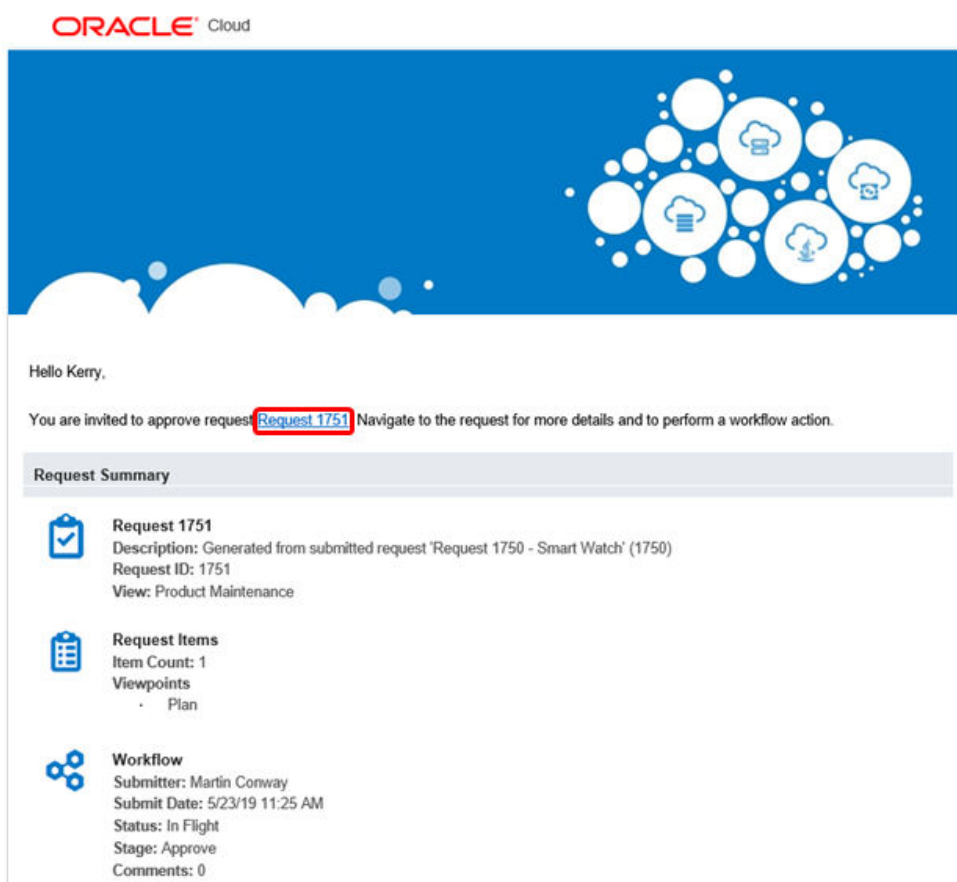 ORACLE Cloud
Hello Kerry,
You are invited to approve request Request 1751. Navigate to the request for more details and to perform a workflow action.
Request Summary
Request 1751
Description: Generated from submitted request 'Request 1750 - Smart Watch' (1750)
Request ID: 1751
View: Product Maintenance
Request Items
Item Count: 1
Viewpoints
· Plan
Workflow
Submitter: Martin Conway
Submit Date: 5/23/19 11:25 AM
Status: In Flight
Stage: Approve
Comments: 0